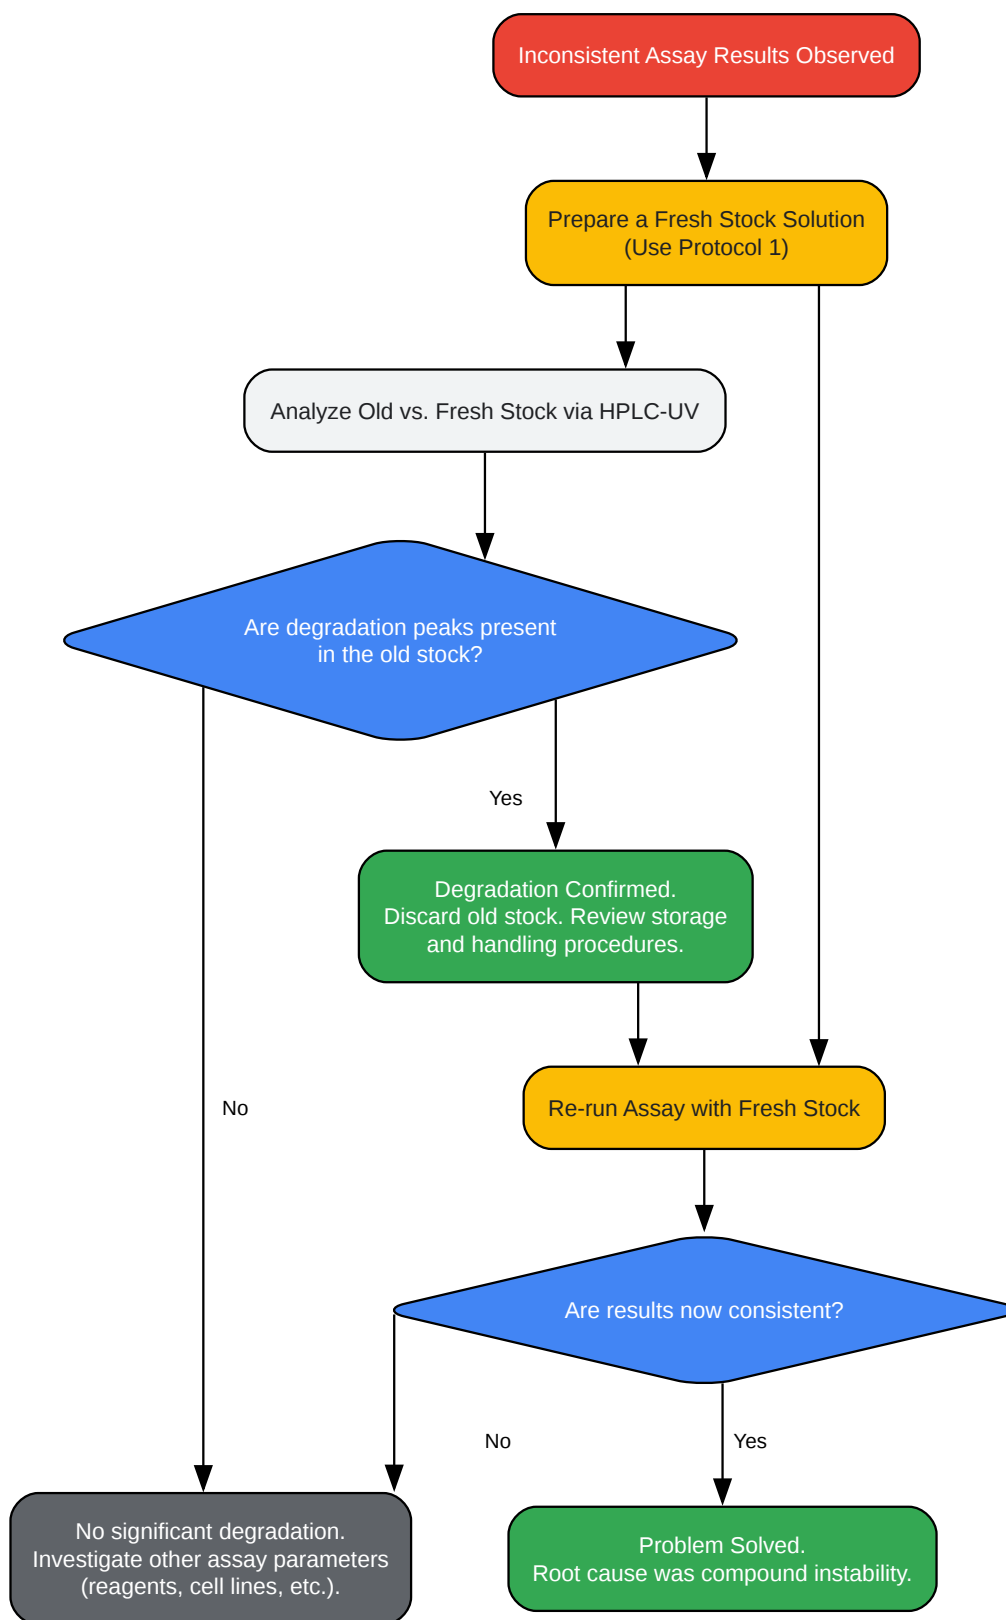 Inconsistent Assay Results Observed
Prepare a Fresh Stock Solution
(Use Protocol 1)
Analyze Old vs. Fresh Stock via HPLC-UV
Are degradation peaks present
in the old stock?
Yes
Degradation Confirmed.
Discard old stock. Review storage
and handling procedures.
No
Re-run Assay with Fresh Stock
Are results now consistent?
No
Yes
No significant degradation.
Investigate other assay parameters
(reagents, cell lines, etc.).
Problem Solved.
Root cause was compound instability.